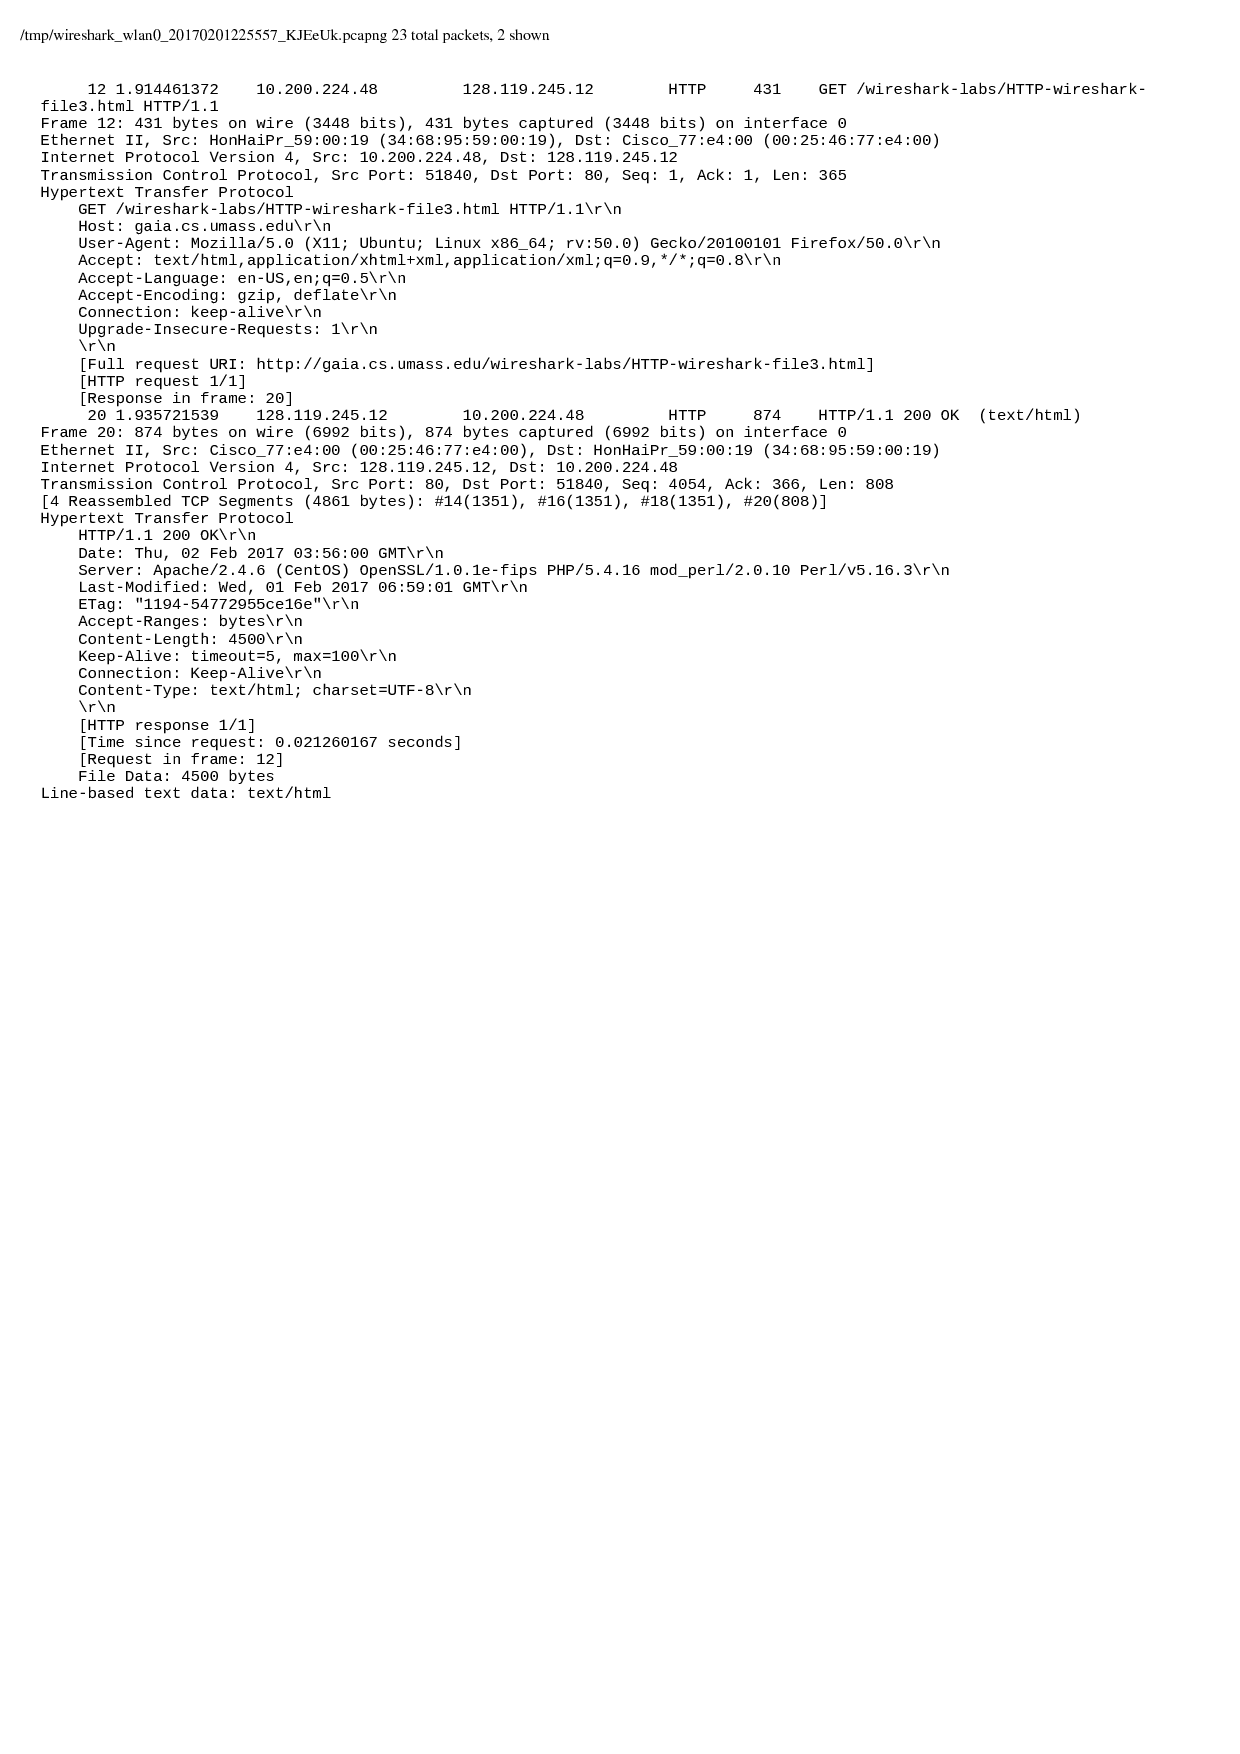 /tmp/wireshark_wlan0_20170201225557_KJEeUk.pcapng 23 total packets, 2 shown
12 1.914461372 10.200.224.48 128.119.245.12 HTTP 431 GET /wireshark-labs/HTTP-wireshark-
file3.html HTTP/1.1
Frame 12: 431 bytes on wire (3448 bits), 431 bytes captured (3448 bits) on interface 0
Ethernet II, Src: HonHaiPr_59:00:19 (34:68:95:59:00:19), Dst: Cisco_77:e4:00 (00:25:46:77:e4:00)
Internet Protocol Version 4, Src: 10.200.224.48, Dst: 128.119.245.12
Transmission Control Protocol, Src Port: 51840, Dst Port: 80, Seq: 1, Ack: 1, Len: 365
Hypertext Transfer Protocol
GET /wireshark-labs/HTTP-wireshark-file3.html HTTP/1.1\r\n
Host: gaia.cs.umass.edu\r\n
User-Agent: Mozilla/5.0 (X11; Ubuntu; Linux x86_64; rv:50.0) Gecko/20100101 Firefox/50.0\r\n
Accept: text/html,application/xhtml+xml,application/xml;q=0.9,*/*;q=0.8\r\n
Accept-Language: en-US,en;q=0.5\r\n
Accept-Encoding: gzip, deflate\r\n
Connection: keep-alive\r\n
Upgrade-Insecure-Requests: 1\r\n
\r\n
[Full request URI: http://gaia.cs.umass.edu/wireshark-labs/HTTP-wireshark-file3.html]
[HTTP request 1/1]
[Response in frame: 20]
20 1.935721539 128.119.245.12 10.200.224.48 HTTP 874 HTTP/1.1 200 OK (text/html)
Frame 20: 874 bytes on wire (6992 bits), 874 bytes captured (6992 bits) on interface 0
Ethernet II, Src: Cisco_77:e4:00 (00:25:46:77:e4:00), Dst: HonHaiPr_59:00:19 (34:68:95:59:00:19)
Internet Protocol Version 4, Src: 128.119.245.12, Dst: 10.200.224.48
Transmission Control Protocol, Src Port: 80, Dst Port: 51840, Seq: 4054, Ack: 366, Len: 808
[4 Reassembled TCP Segments (4861 bytes): #14(1351), #16(1351), #18(1351), #20(808)]
Hypertext Transfer Protocol
HTTP/1.1 200 OK\r\n
Date: Thu, 02 Feb 2017 03:56:00 GMT\r\n
Server: Apache/2.4.6 (CentOS) OpenSSL/1.0.1e-fips PHP/5.4.16 mod_perl/2.0.10 Perl/v5.16.3\r\n
Last-Modified: Wed, 01 Feb 2017 06:59:01 GMT\r\n
ETag: "1194-54772955ce16e"\r\n
Accept-Ranges: bytes\r\n
Content-Length: 4500\r\n
Keep-Alive: timeout=5, max=100\r\n
Connection: Keep-Alive\r\n
Content-Type: text/html; charset=UTF-8\r\n
\r\n
[HTTP response 1/1]
[Time since request: 0.021260167 seconds]
[Request in frame: 12]
File Data: 4500 bytes
Line-based text data: text/html